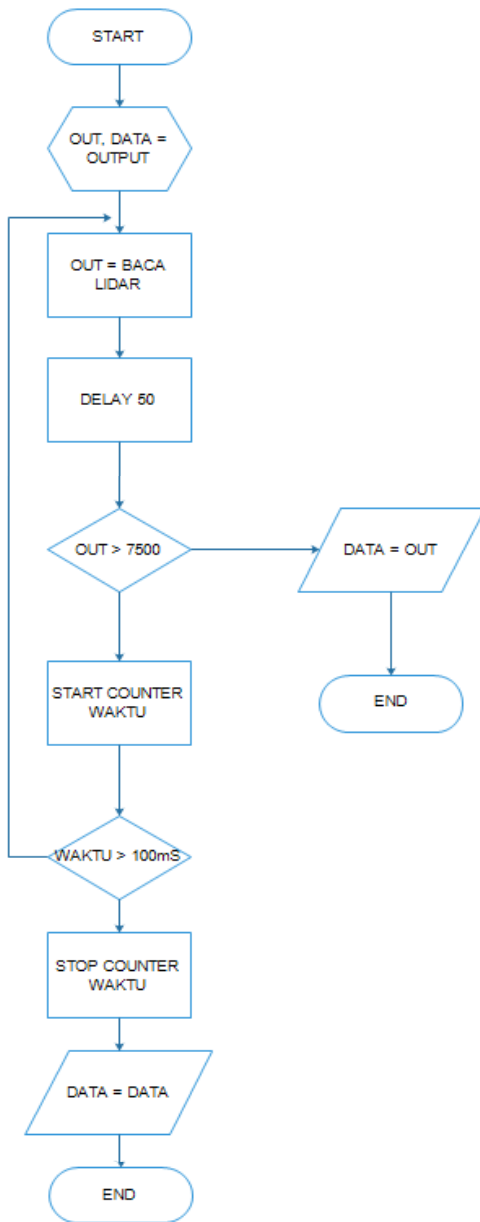 START
OUT, DATA =
OUTPUT
OUT = BACA
LIDAR
DELAY 50
OUT > 7500
DATA = OUT
START COUNTER
WAKTU
END
WAKTU > 100mS
STOP COUNTER
WAKTU
DATA = DATA
END